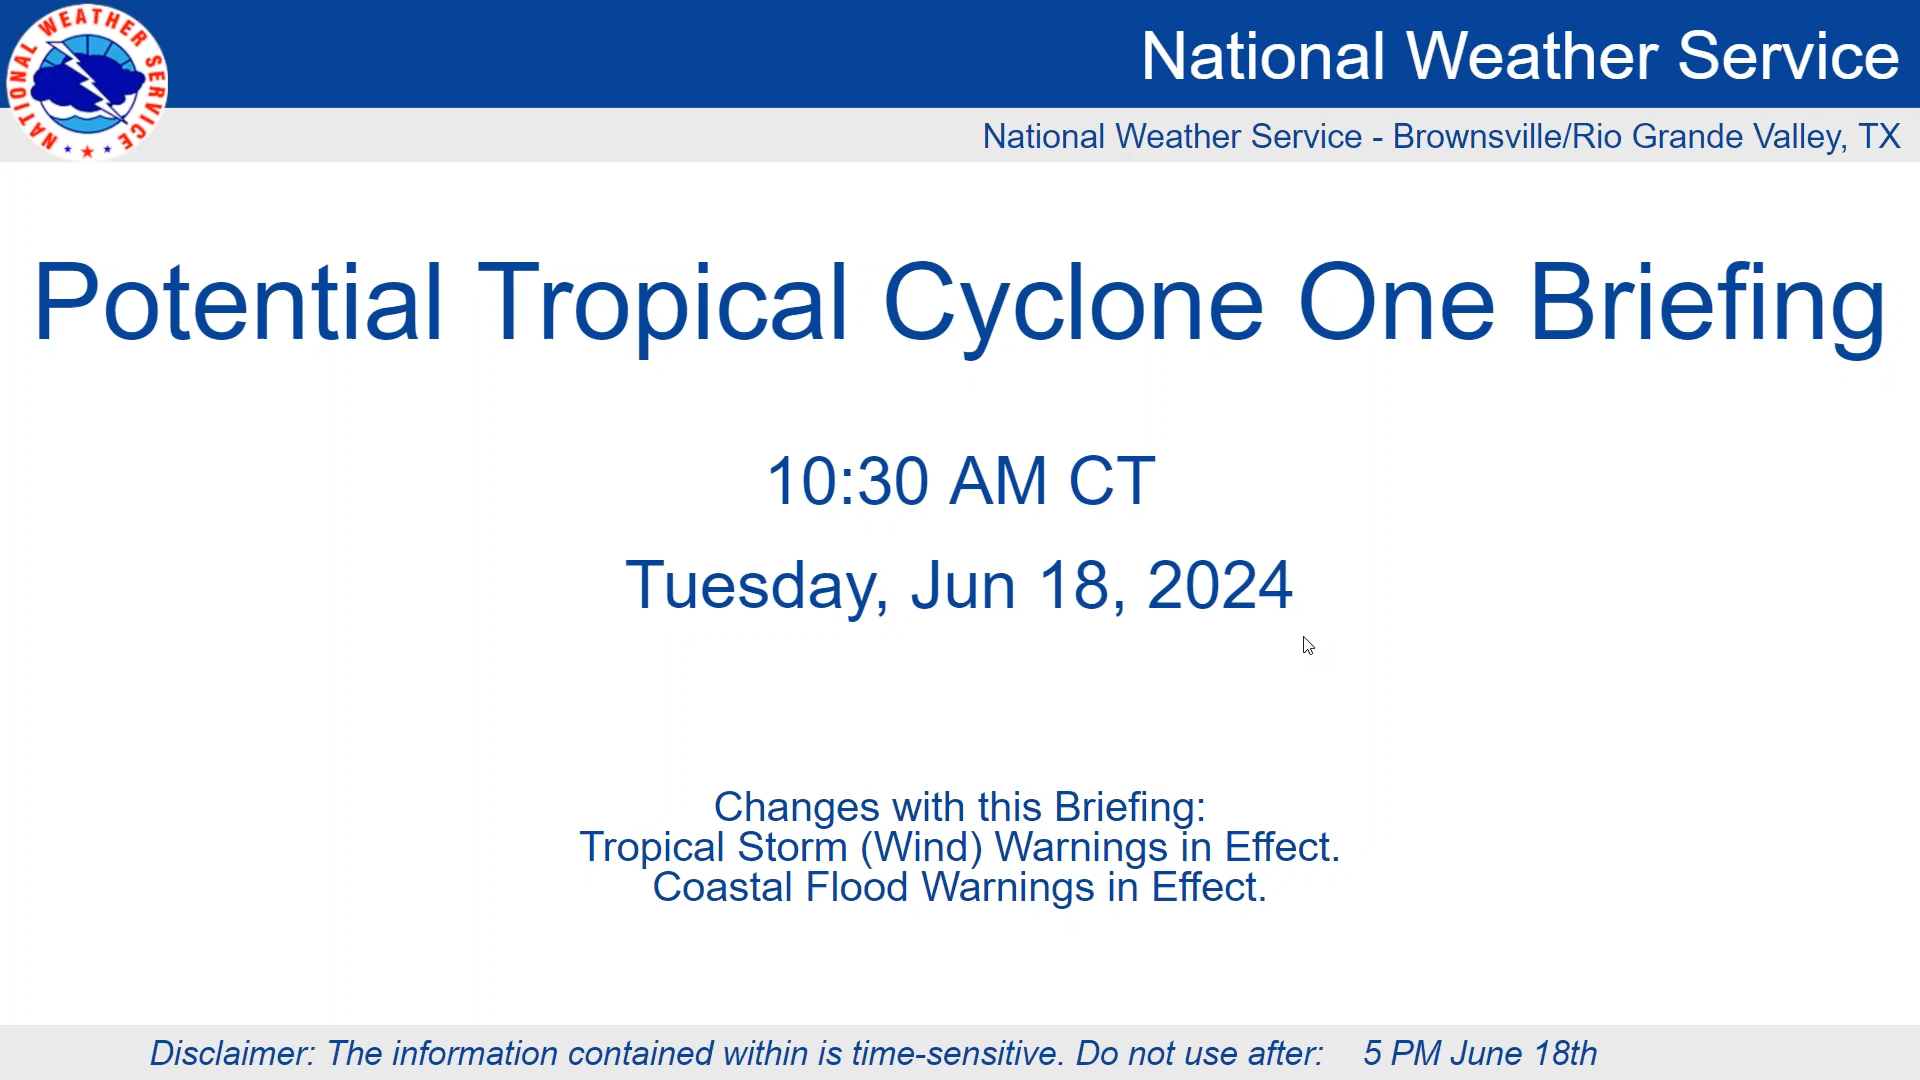 NATIONAL WEATHER SERVICE
National Weather Service
National Weather Service - Brownsville/Rio Grande Valley, TX
Potential Tropical Cyclone One Briefing
10:30 AM CT
Tuesday, Jun 18, 2024
Changes with this Briefing:
Tropical Storm (Wind) Warnings in Effect.
Coastal Flood Warnings in Effect.
Disclaimer: The information contained within is time-sensitive. Do not use after: 5 PM June 18th